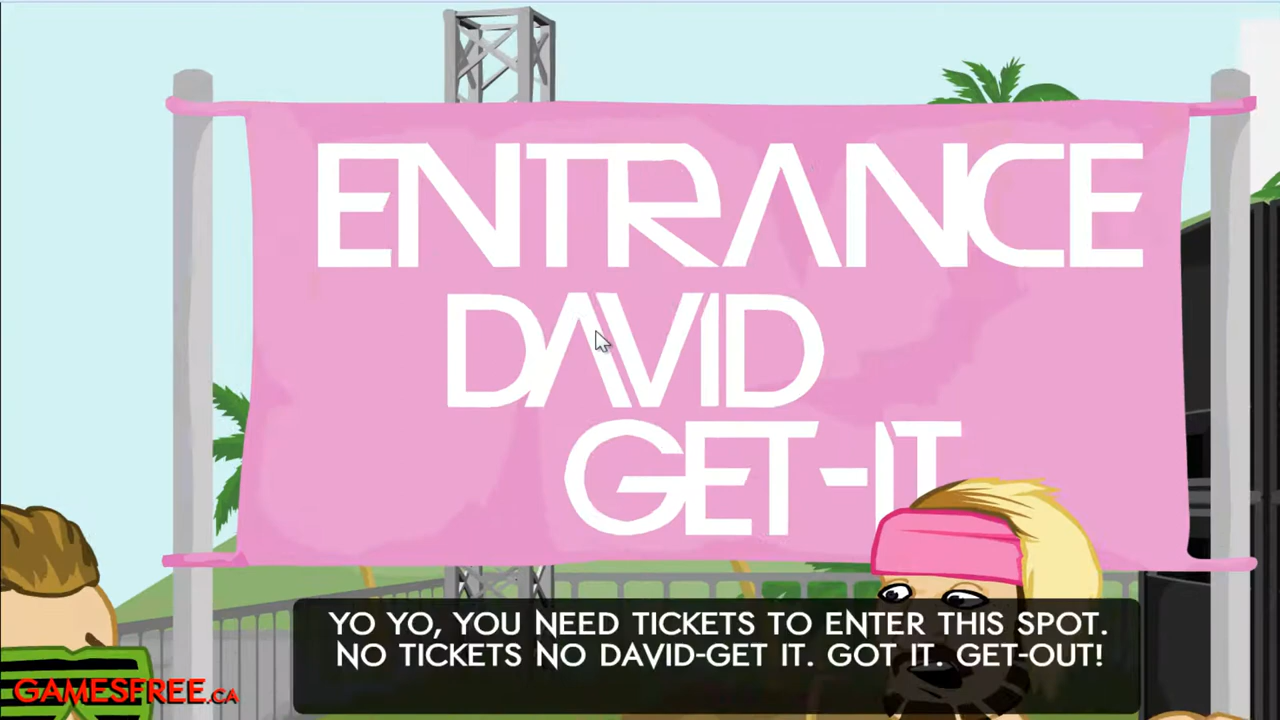 ENTRANCE
DAVID
GET-IT
YO YO, YOU NEED TICKETS TO ENTER THIS SPOT.
NO TICKETS NO DAVID-GET IT. GOT IT. GET-OUT!
GAMESFREE.CA